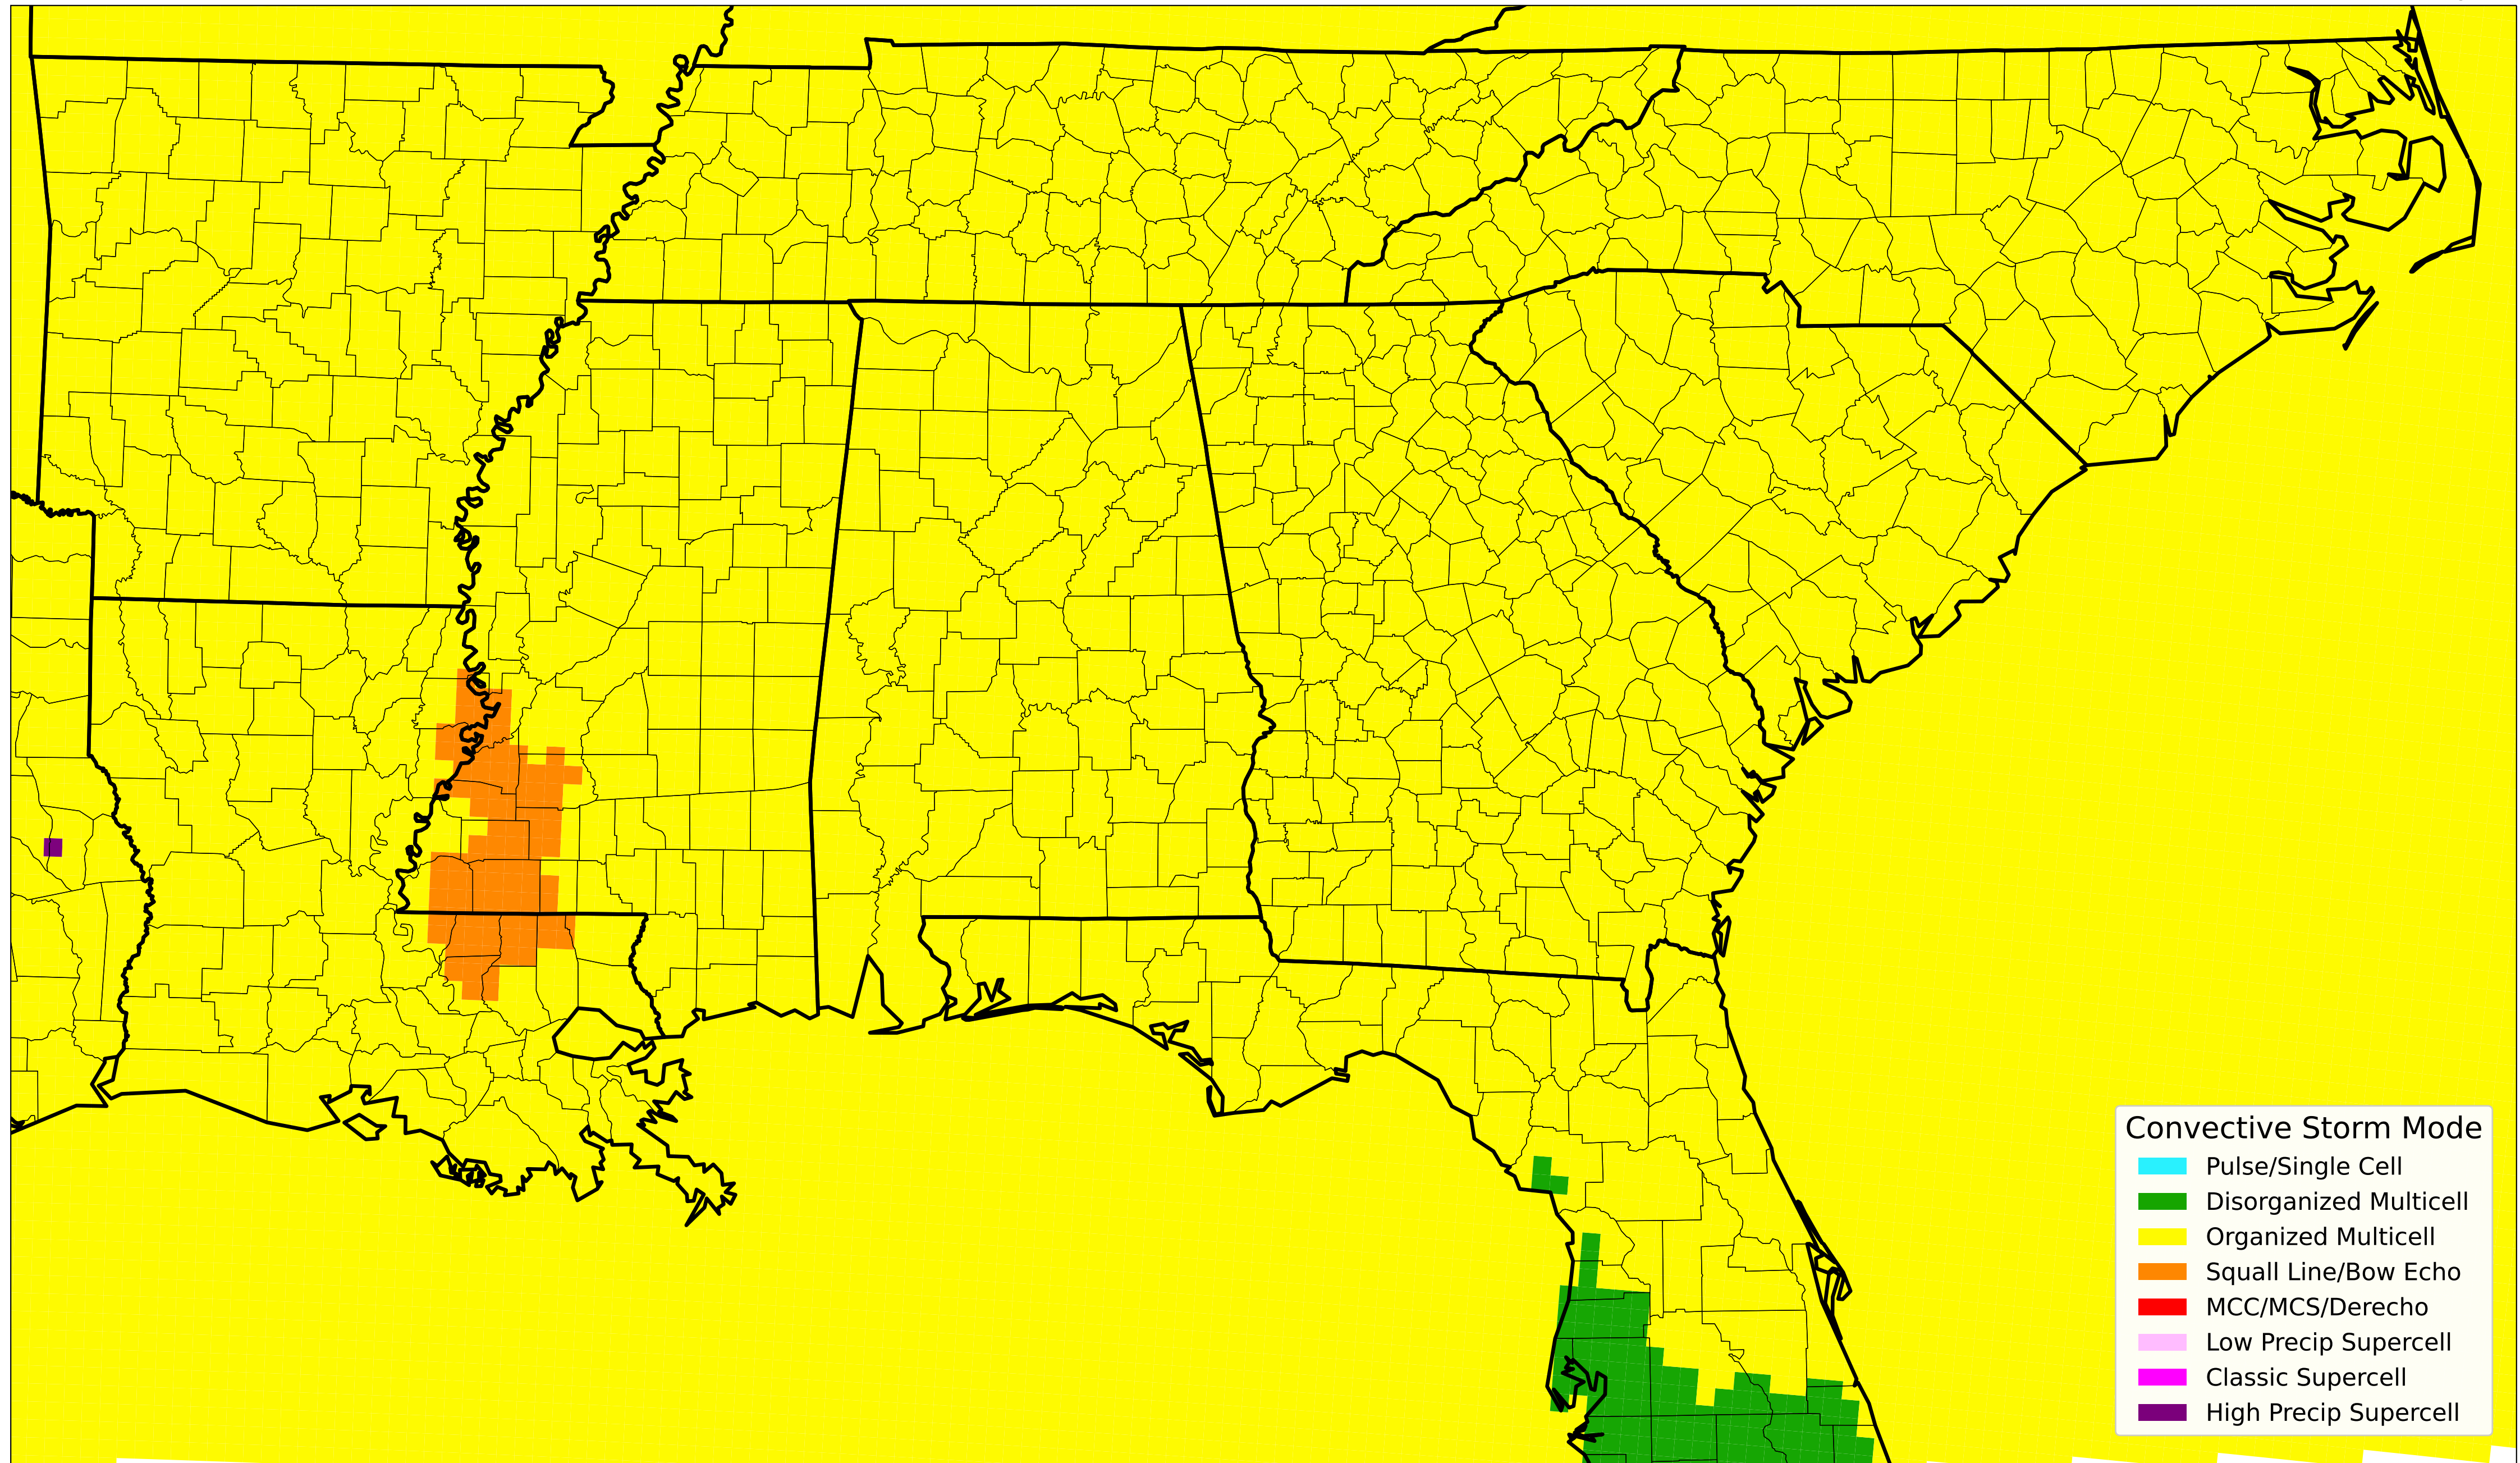 Convective Storm Mode
Pulse/Single Cell
Disorganized Multicell
Organized Multicell
Squall Line/Bow Echo
MCC/MCS/Derecho
Low Precip Supercell
Classic Supercell
High Precip Supercell